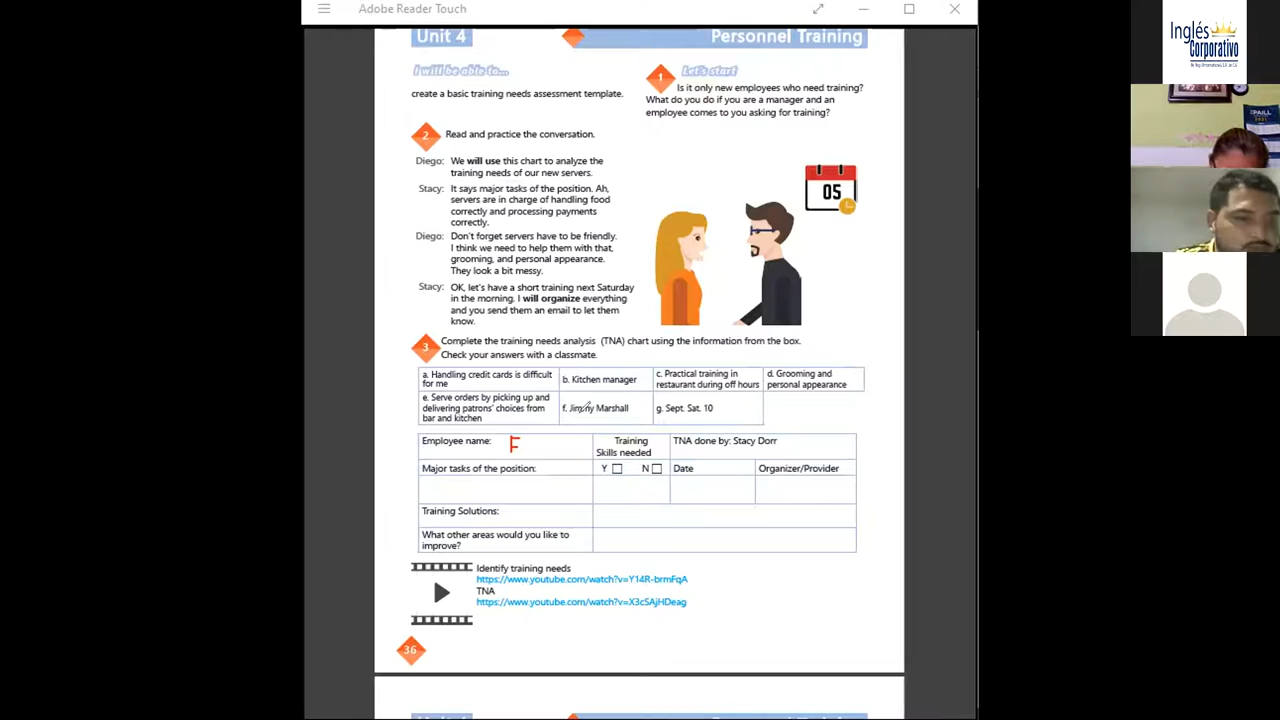 Adobe Reader Touch
Unit 4
Personnel Training
I will be able to...
create a basic training needs assessment template.
1 Let's start
Is it only new employees who need training?
What do you do if you are a manager and an
employee comes to you asking for training?
2 Read and practice the conversation.
Diego: We will use this chart to analyze the
training needs of our new servers.
Stacy: It says major tasks of the position. Ah,
servers are in charge of handling food
correctly and processing payments
correctly.
Diego: Don't forget servers have to be friendly.
I think we need to help them with that,
grooming, and personal appearance.
They look a bit messy.
Stacy: OK, let's have a short training next Saturday
in the morning. I will organize everything
and you send them an email to let them
know.
05
3 Complete the training needs analysis (TNA) chart using the information from the box.
Check your answers with a classmate.
a. Handling credit cards is difficult
for me
b. Kitchen manager
c. Practical training in
restaurant during off hours
d. Grooming and
personal appearance
e. Serve orders by picking up and
delivering patrons' choices from
bar and kitchen
f. Jimmy Marshall
g. Sept. Sat. 10
Employee name: F
Training
Skills needed
TNA done by: Stacy Dorr
Major tasks of the position:
Y N
Date
Organizer/Provider
Training Solutions:
What other areas would you like to
improve?
Identify training needs
https://www.youtube.com/watch?v=Y14R-brmFqA
TNA
https://www.youtube.com/watch?v=X3cSAjHDeag
36
Inglés
Corporativo